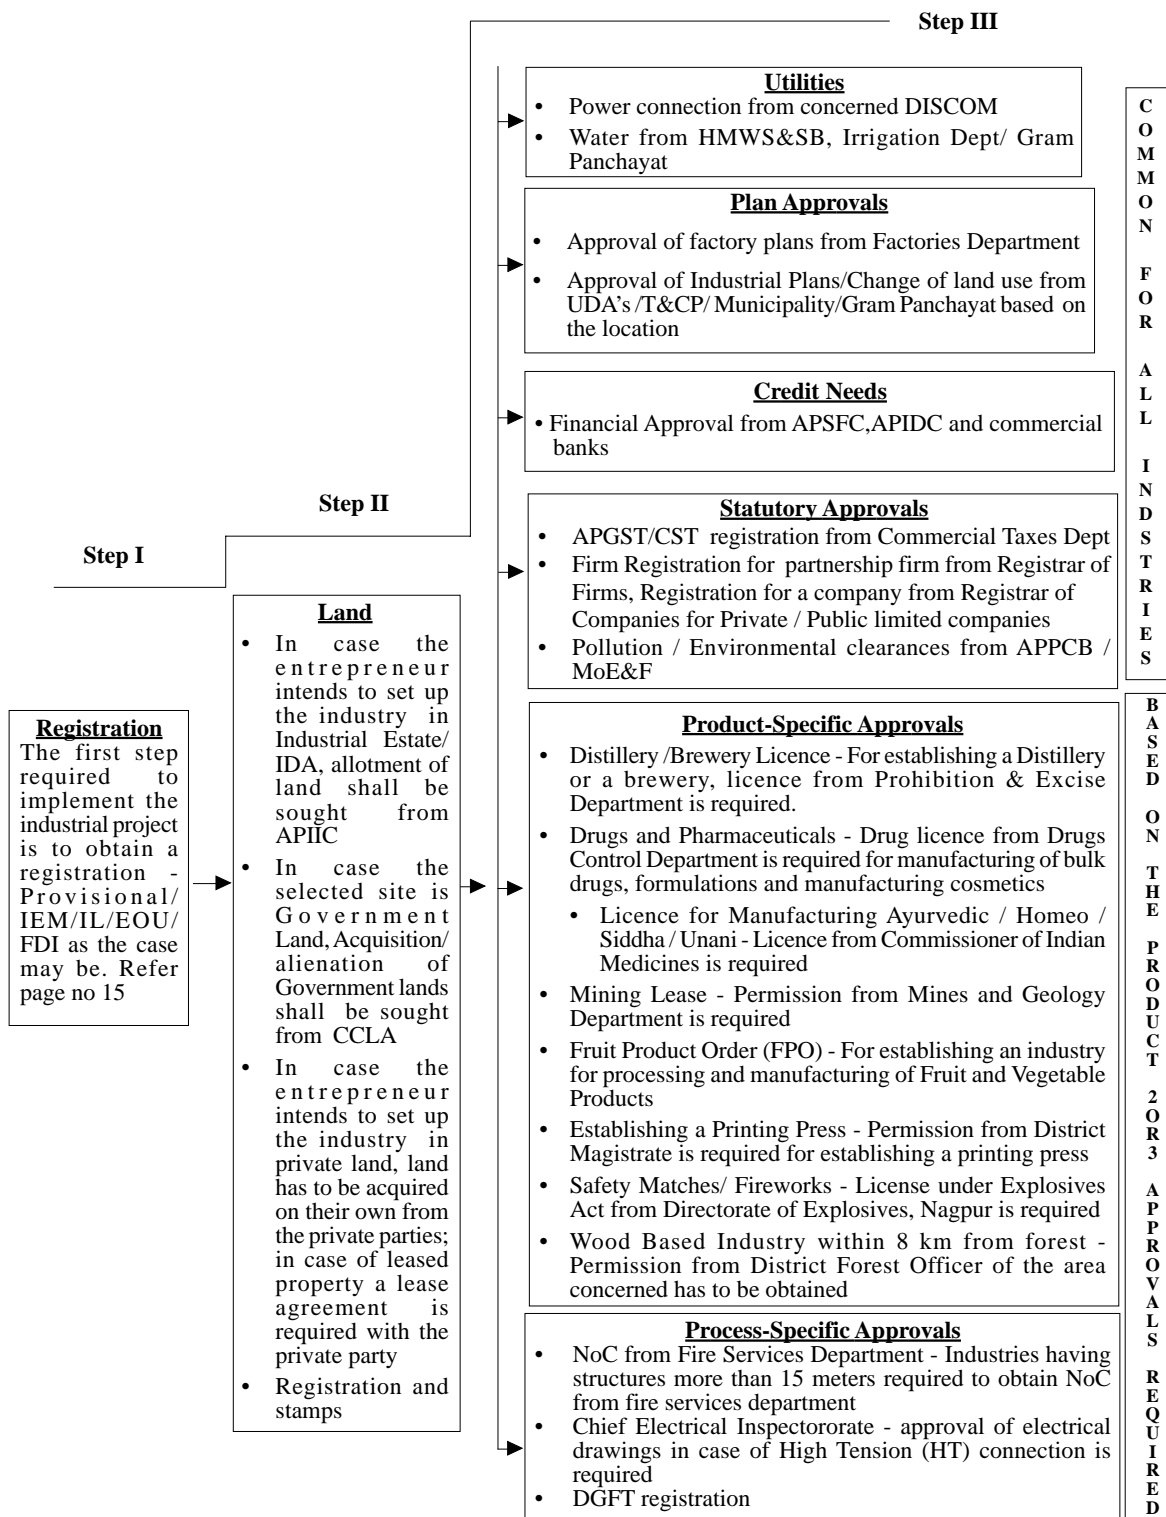 Step III
Utilities
• Power connection from concerned DISCOM
• Water from HMWS&SB, Irrigation Dept/ Gram
Panchayat
Plan Approvals
• Approval of factory plans from Factories Department
• Approval of Industrial Plans/Change of land use from
UDA's /T&CP/ Municipality/Gram Panchayat based on
the location
Credit Needs
• Financial Approval from APSFC,APIDC and commercial
banks
Step II
Statutory Approvals
• APGST/CST registration from Commercial Taxes Dept
• Firm Registration for partnership firm from Registrar of
Firms, Registration for a company from Registrar of
Companies for Private / Public limited companies
• Pollution / Environmental clearances from APPCB /
MoE&F
COMMON FOR ALL INDSTRIES
Step I
Registration
The first step
required to
implement the
industrial project
is to obtain a
registration -
Provisional/
IEM/IL/EOU/
FDI as the case
may be. Refer
page no 15
Land
• In case the
entrepreneur
intends to set up
the industry in
Industrial Estate/
IDA, allotment of
land shall be
sought from
APIIC
• In case the
selected site is
Government
Land, Acquisition/
alienation of
Government lands
shall be sought
from CCLA
• In case the
entrepreneur
intends to set up
the industry in
private land, land
has to be acquired
on their own from
the private parties;
in case of leased
property a lease
agreement is
required with the
private party
• Registration and
stamps
Product-Specific Approvals
• Distillery /Brewery Licence - For establishing a Distillery
or a brewery, licence from Prohibition & Excise
Department is required.
• Drugs and Pharmaceuticals - Drug licence from Drugs
Control Department is required for manufacturing of bulk
drugs, formulations and manufacturing cosmetics
• Licence for Manufacturing Ayurvedic / Homeo /
Siddha / Unani - Licence from Commissioner of Indian
Medicines is required
• Mining Lease - Permission from Mines and Geology
Department is required
• Fruit Product Order (FPO) - For establishing an industry
for processing and manufacturing of Fruit and Vegetable
Products
• Establishing a Printing Press - Permission from District
Magistrate is required for establishing a printing press
• Safety Matches/ Fireworks - License under Explosives
Act from Directorate of Explosives, Nagpur is required
• Wood Based Industry within 8 km from forest -
Permission from District Forest Officer of the area
concerned has to be obtained
Process-Specific Approvals
• NoC from Fire Services Department - Industries having
structures more than 15 meters required to obtain NoC
from fire services department
• Chief Electrical Inspectororate - approval of electrical
drawings in case of High Tension (HT) connection is
required
• DGFT registration
BASED ON THE PRODUCT 2OR3 APPROVALS REQUIRED